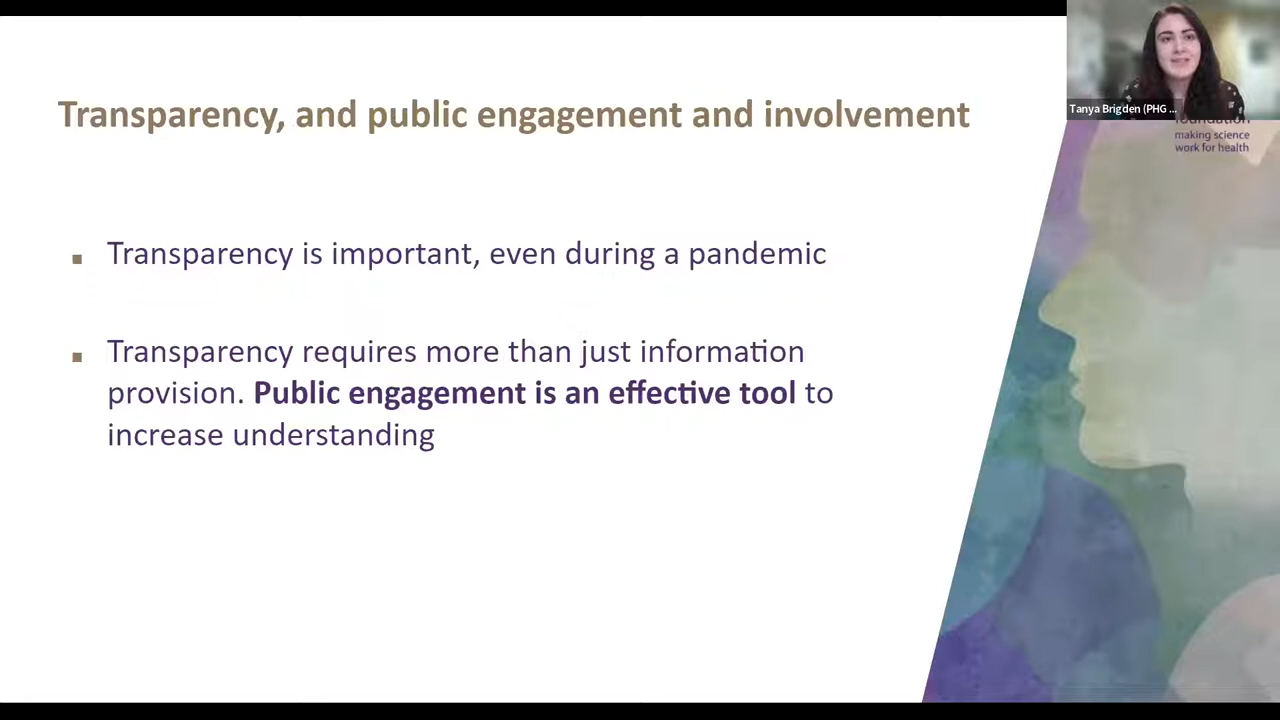 Transparency, and public engagement and involvement
Tanya Brigden (PHG ...
foundation
making science
work for health
Transparency is important, even during a pandemic
Transparency requires more than just information
provision. Public engagement is an effective tool to
increase understanding